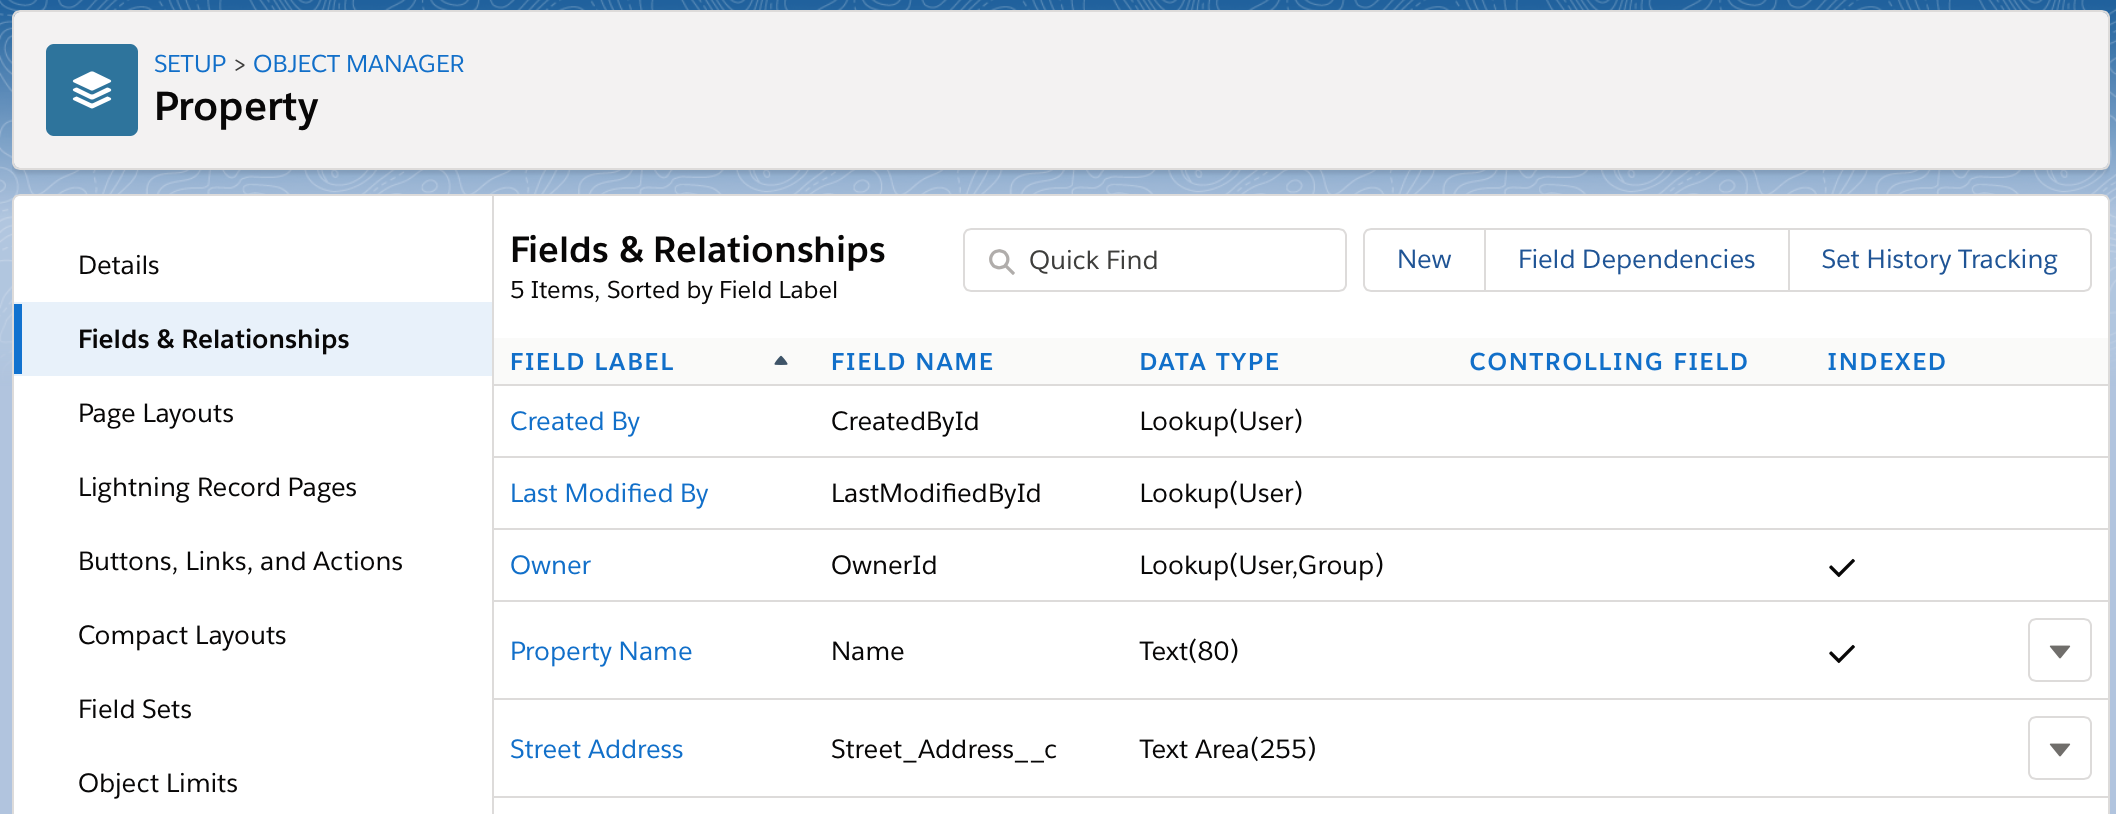 SETUP > OBJECT MANAGER
Property
Details
Fields & Relationships
Page Layouts
Lightning Record Pages
Buttons, Links, and Actions
Compact Layouts
Field Sets
Object Limits
Fields & Relationships
5 Items, Sorted by Field Label
Quick Find
New
Field Dependencies
Set History Tracking
FIELD LABEL FIELD NAME DATA TYPE CONTROLLING FIELD INDEXED
Created By CreatedById Lookup(User)
Last Modified By LastModifiedById Lookup(User)
Owner OwnerId Lookup(User,Group)
Property Name Name Text(80)
Street Address Street_Address__c Text Area(255)